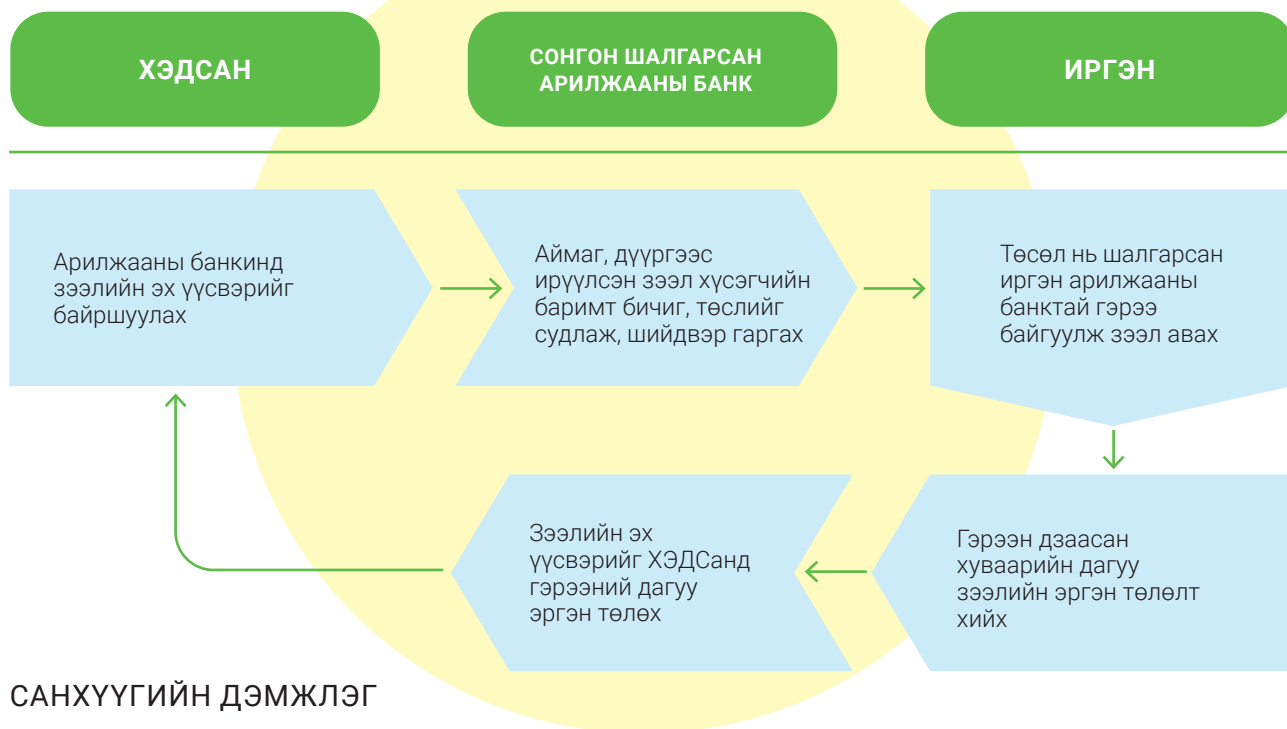 ХЭДСАН
СОНГОН ШАЛГАРСАН
АРИЛЖААНЫ БАНК
ИРГЭН
Арилжааны банкинд
зээлийн эх үүсвэрийг
байршуулах
Аймаг, дүүргээс
ирүүлсэн зээл хүсэгчийн
баримт бичиг, төслийг
судлаж, шийдвэр гаргах
Төсөл нь шалгарсан
иргэн арилжааны
банктай гэрээ
байгуулж зээл авах
Гэрээн дзаасан
хуваарийн дагуу
зээлийн эргэн төлөлт
хийх
Зээлийн эх
үүсвэрийг ХЭДСанд
гэрээний дагуу
эргэн төлөх
САНХҮҮГИЙН ДЭМЖЛЭГ